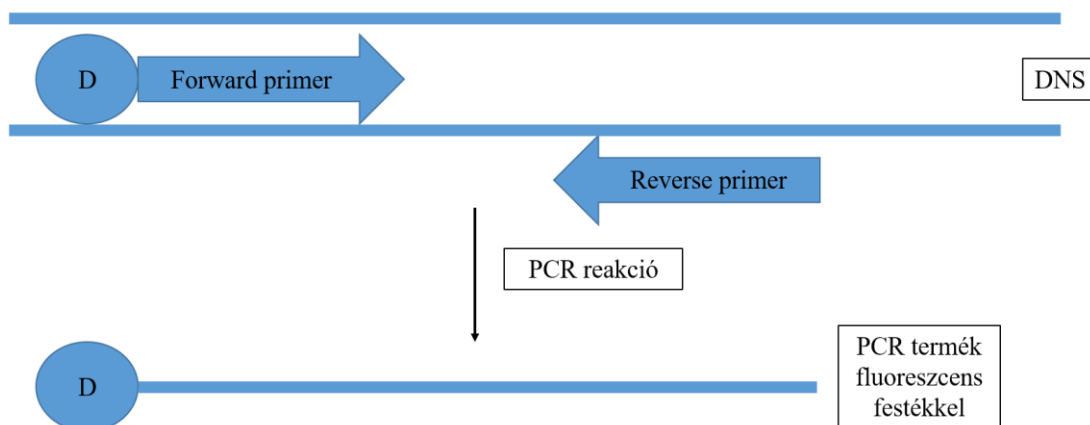 D
Forward primer
DNS
Reverse primer
PCR reakció
D
PCR termék
fluoreszcens
festékkel